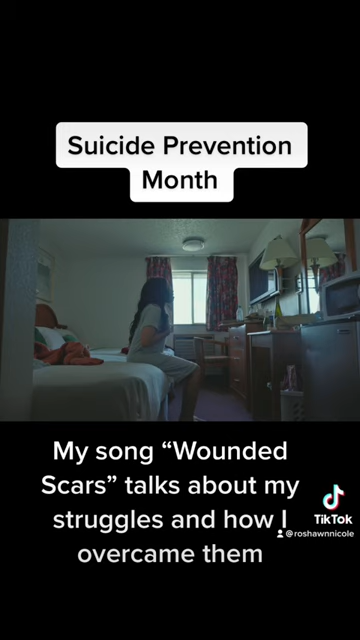 Suicide Prevention
Month
My song “Wounded
Scars” talks about my
struggles and how I
overcame them
TikTok
@roshawnnicole